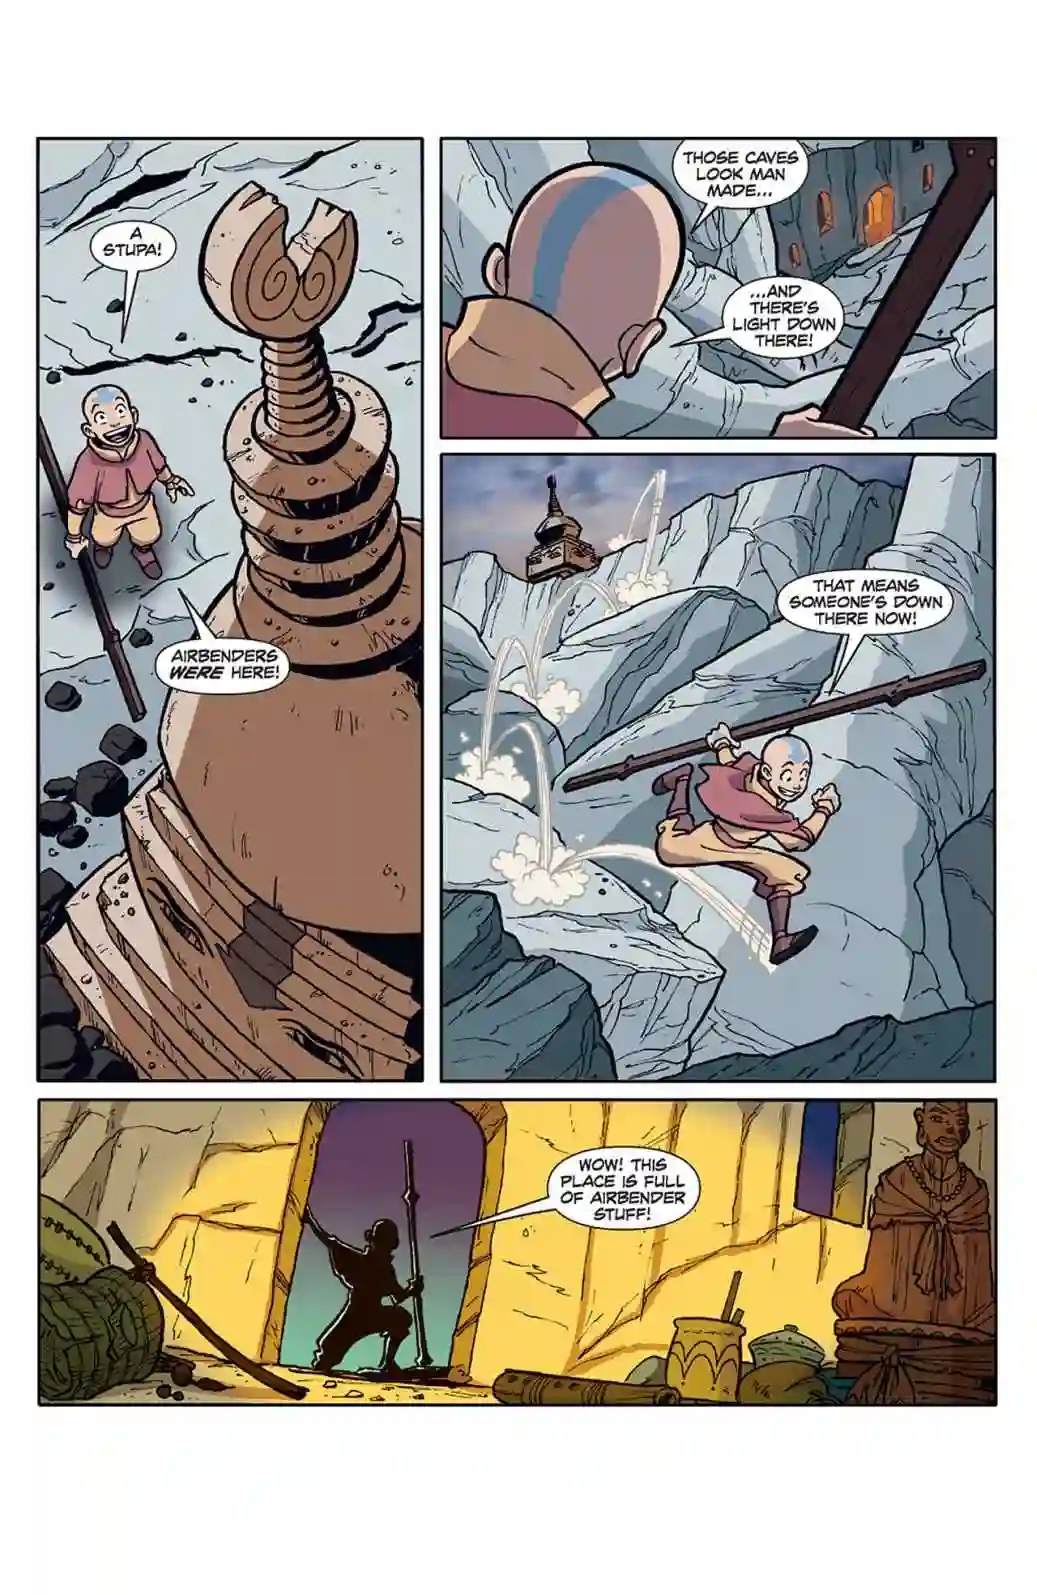 A
STUPA!
AIRBENDERS
WERE HERE!
THOSE CAVES
LOOK MAN
MADE...
...AND
THERE'S
LIGHT DOWN
THERE!
THAT MEANS
SOMEONE'S DOWN
THERE NOW!
WOW! THIS
PLACE IS FULL
OF AIRBENDER
STUFF!